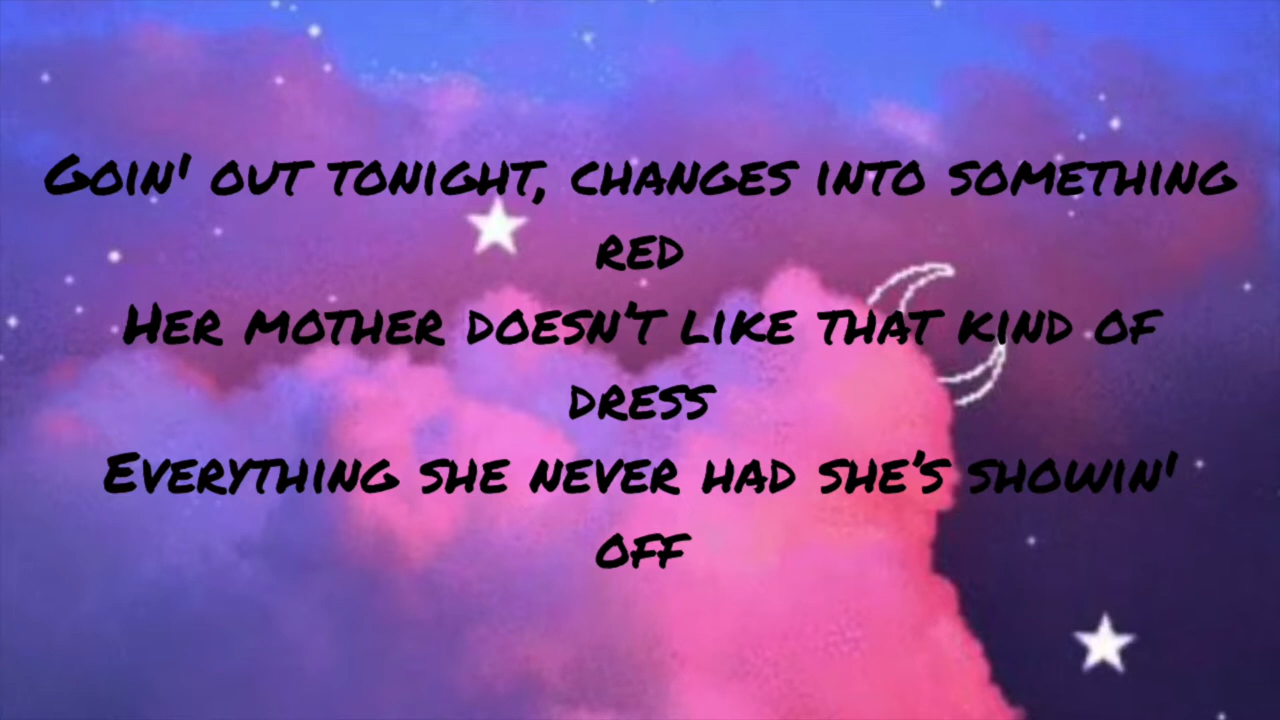 Goin' out tonight, changes into something
red
Her mother doesn't like that kind of
dress
Everything she never had she's showin'
off